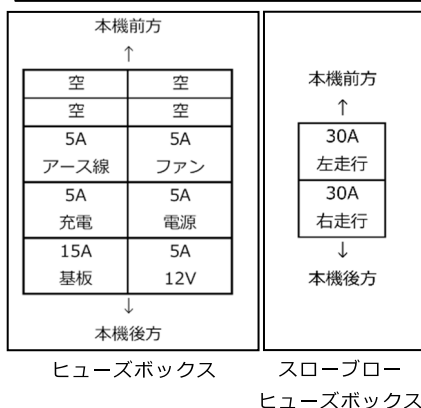 本機前方
↑
空 空
空 空
5A 5A
アース線 ファン
5A 5A
充電 電源
15A 5A
基板 12V
↓
本機後方
ヒューズボックス
本機前方
↑
30A
左走行
30A
右走行
↓
本機後方
スローブロー
ヒューズボックス